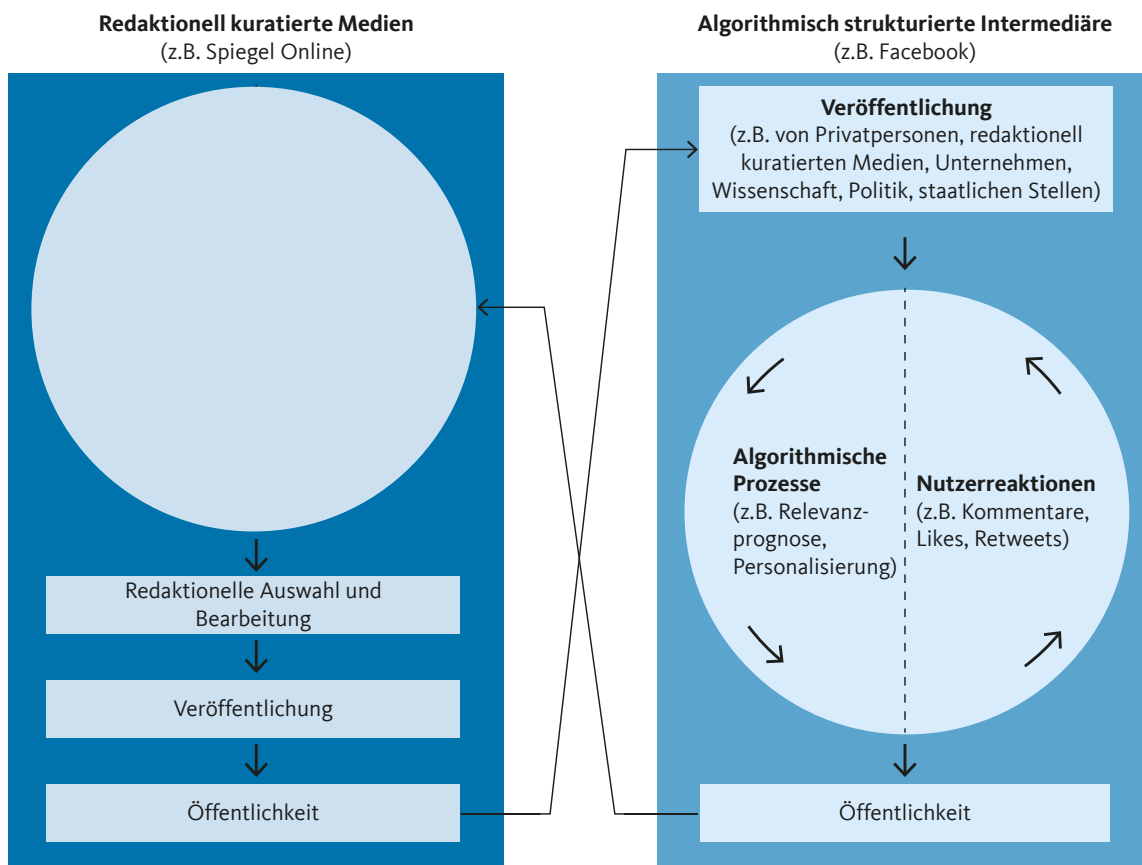 Redaktionell kuratierte Medien
(z.B. Spiegel Online)
Redaktionelle Auswahl und
Bearbeitung
Veröffentlichung
Öffentlichkeit
Algorithmisch strukturierte Intermediäre
(z.B. Facebook)
Veröffentlichung
(z.B. von Privatpersonen, redaktionell
kuratierten Medien, Unternehmen,
Wissenschaft, Politik, staatlichen Stellen)
Algorithmische
Prozesse
(z.B. Relevanz-
prognose,
Personalisierung)
Nutzerreaktionen
(z.B. Kommentare,
Likes, Retweets)
Öffentlichkeit